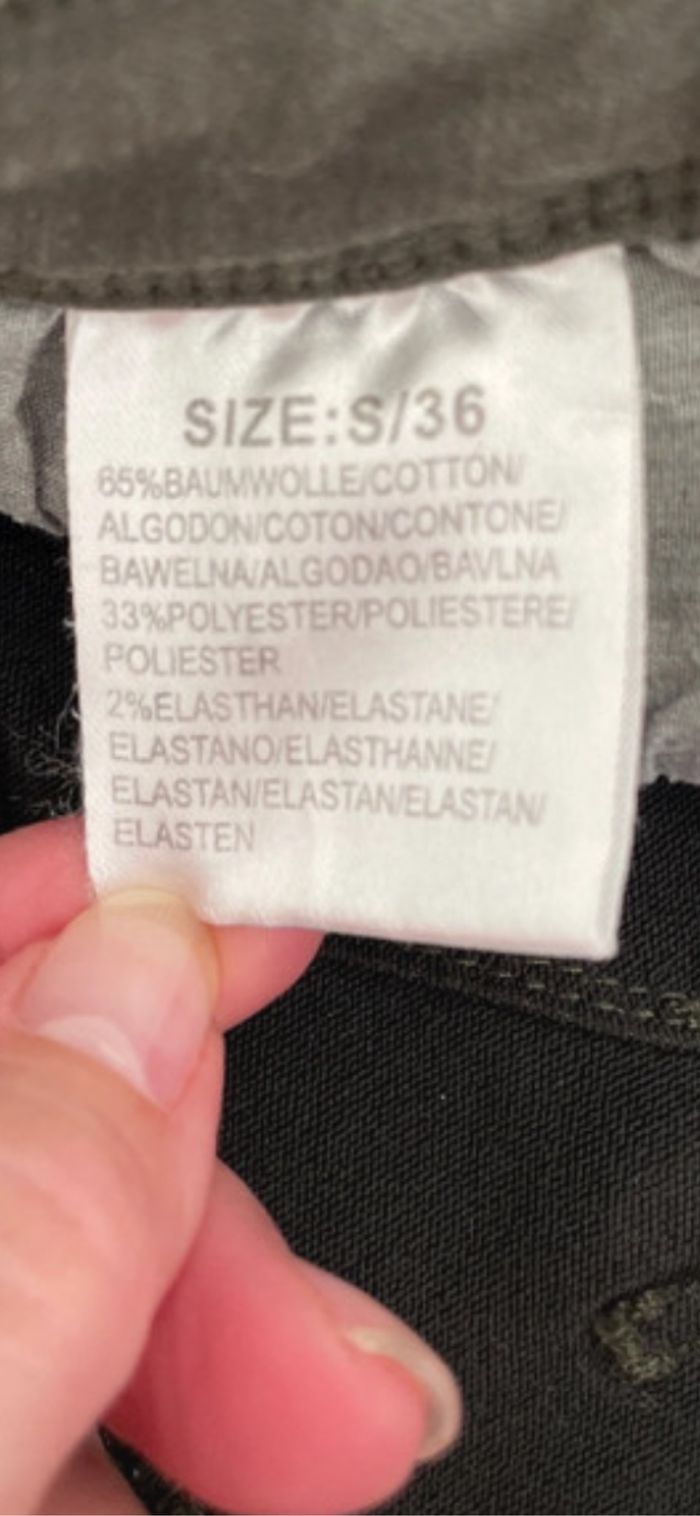 SIZE:S/36
65%BAUMWOLLE/COTTON/
ALGODON/COTON/CONTONE/
BAWELNA/ALGODAO/BAVLNA
33%POLYESTER/POLIESTERE/
POLIESTER
2%ELASTHAN/ELASTANE/
ELASTANO/ELASTHANNE/
ELASTAN/ELASTAN/ELASTAN/
ELASTEN